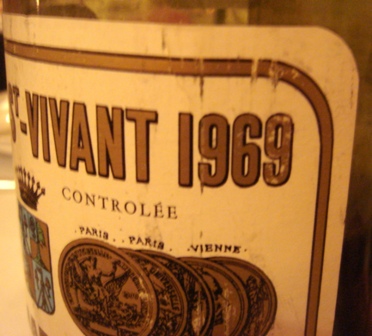 T-VIVANT 1969
CONTROLÉE
PARIS. . PARIS. .VIENNE.